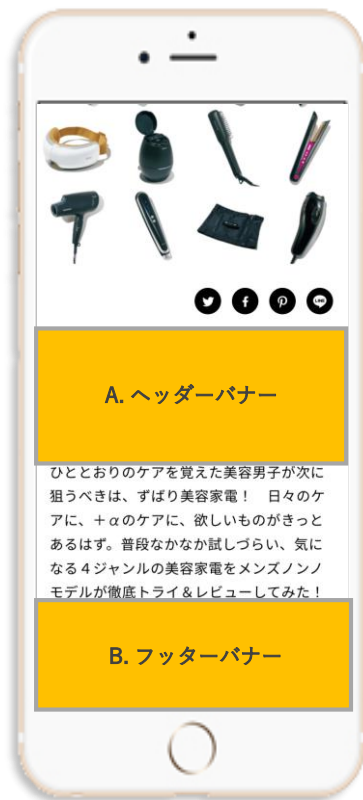 LINE
A. ヘッダーバナー
ひととおりのケアを覚えた美容男子が次に
狙うべきは、ずばり美容家電！　日々のケ
アに、＋αのケアに、欲しいものがきっと
あるはず。普段なかなか試しづらい、気に
なる４ジャンルの美容家電をメンズノンノ
モデルが徹底トライ＆レビューしてみた！
B. フッターバナー